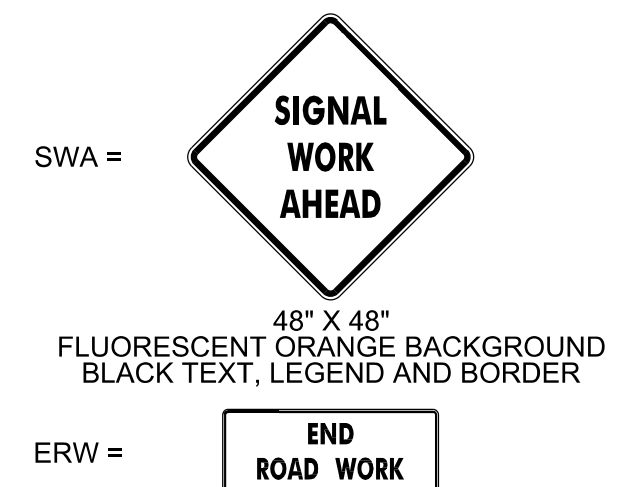 SIGNAL
WORK
AHEAD
SWA =
48" X 48"
FLUORESCENT ORANGE BACKGROUND
BLACK TEXT, LEGEND AND BORDER
ERW =
END
ROAD WORK